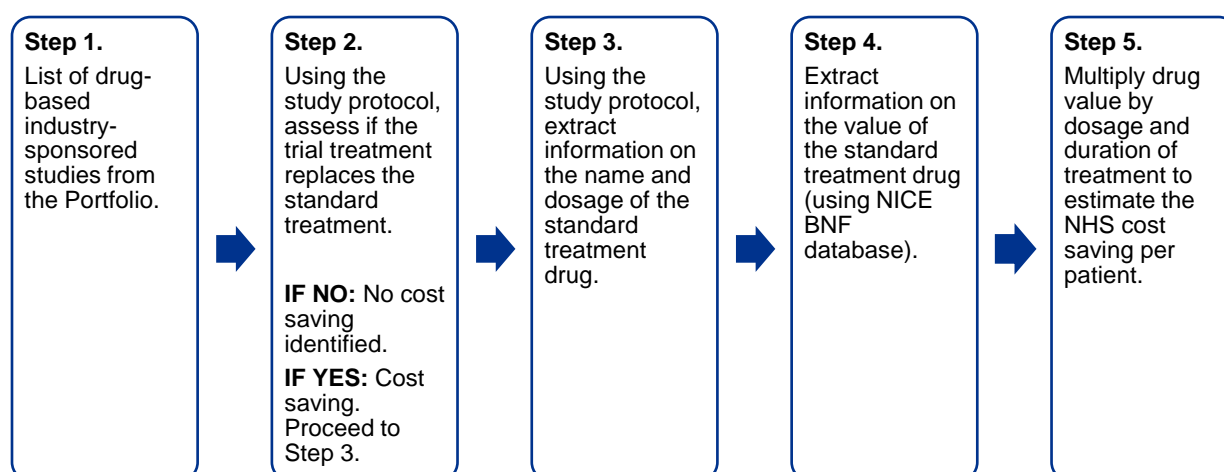 Step 1.
List of drug-
based
industry-
sponsored
studies from
the Portfolio.
Step 2.
Using the
study protocol,
assess if the
trial treatment
replaces the
standard
treatment.
IF NO: No cost
saving
identified.
IF YES: Cost
saving.
Proceed to
Step 3.
Step 3.
Using the
study protocol,
extract
information on
the name and
dosage of the
standard
treatment
drug.
Step 4.
Extract
information on
the value of
the standard
treatment drug
(using NICE
BNF
database).
Step 5.
Multiply drug
value by
dosage and
duration of
treatment to
estimate the
NHS cost
saving per
patient.